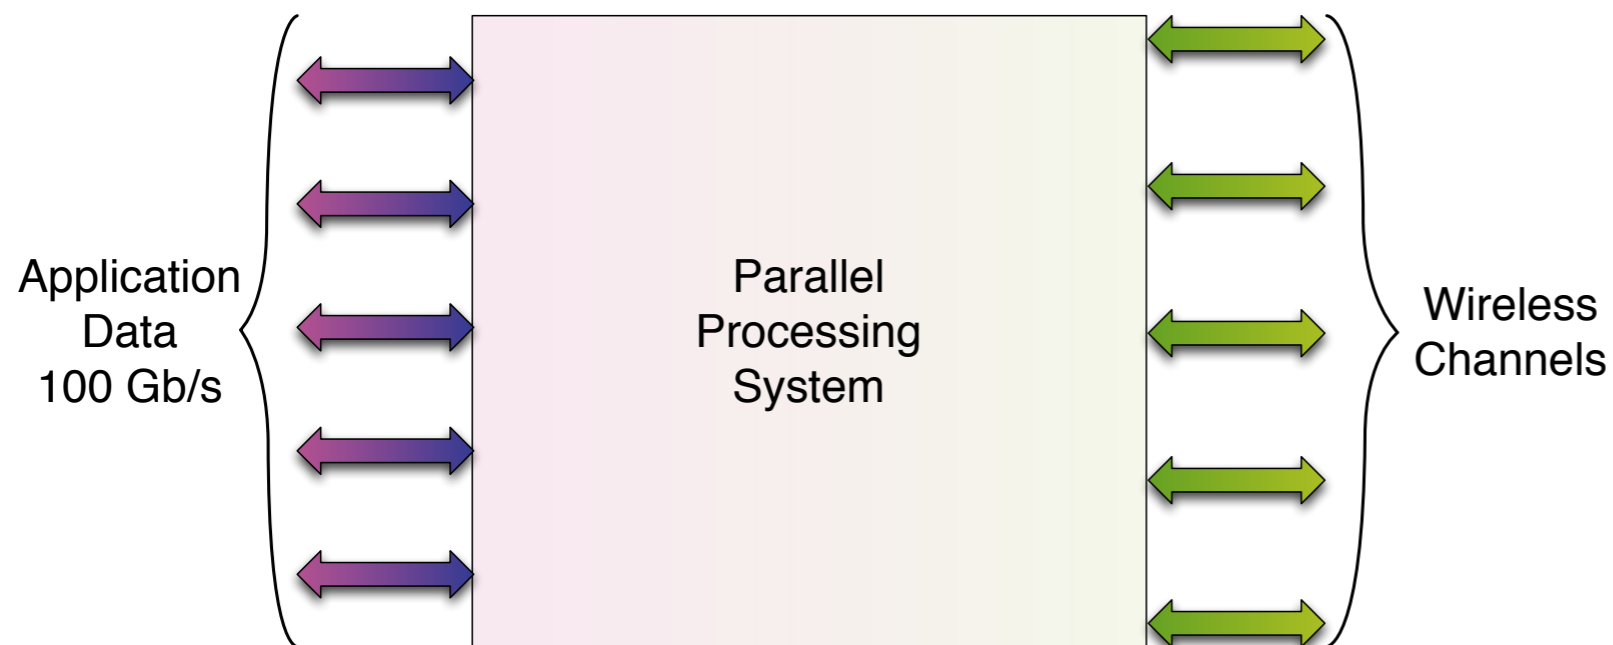 Application
Data
100 Gb/s
Parallel
Processing
System
Wireless
Channels